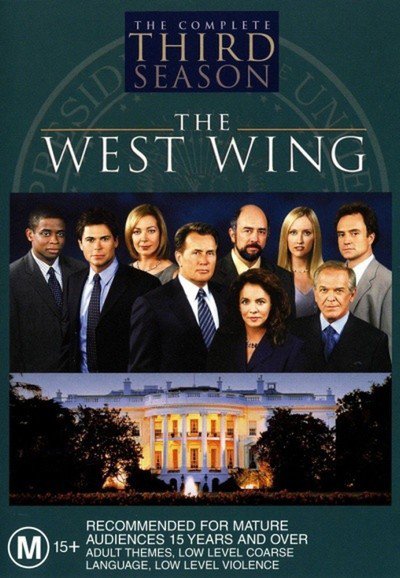 THE COMPLETE
THIRD
SEASON
THE
WEST WING
M 15+
RECOMMENDED FOR MATURE
AUDIENCES 15 YEARS AND OVER
ADULT THEMES, LOW LEVEL COARSE
LANGUAGE, LOW LEVEL VIOLENCE